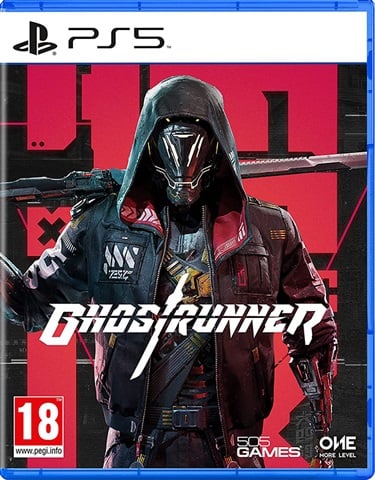 PS5
GHOSTRUNNER
18
www.pegi.info
505
GAMES
ONE
MORE LEVEL